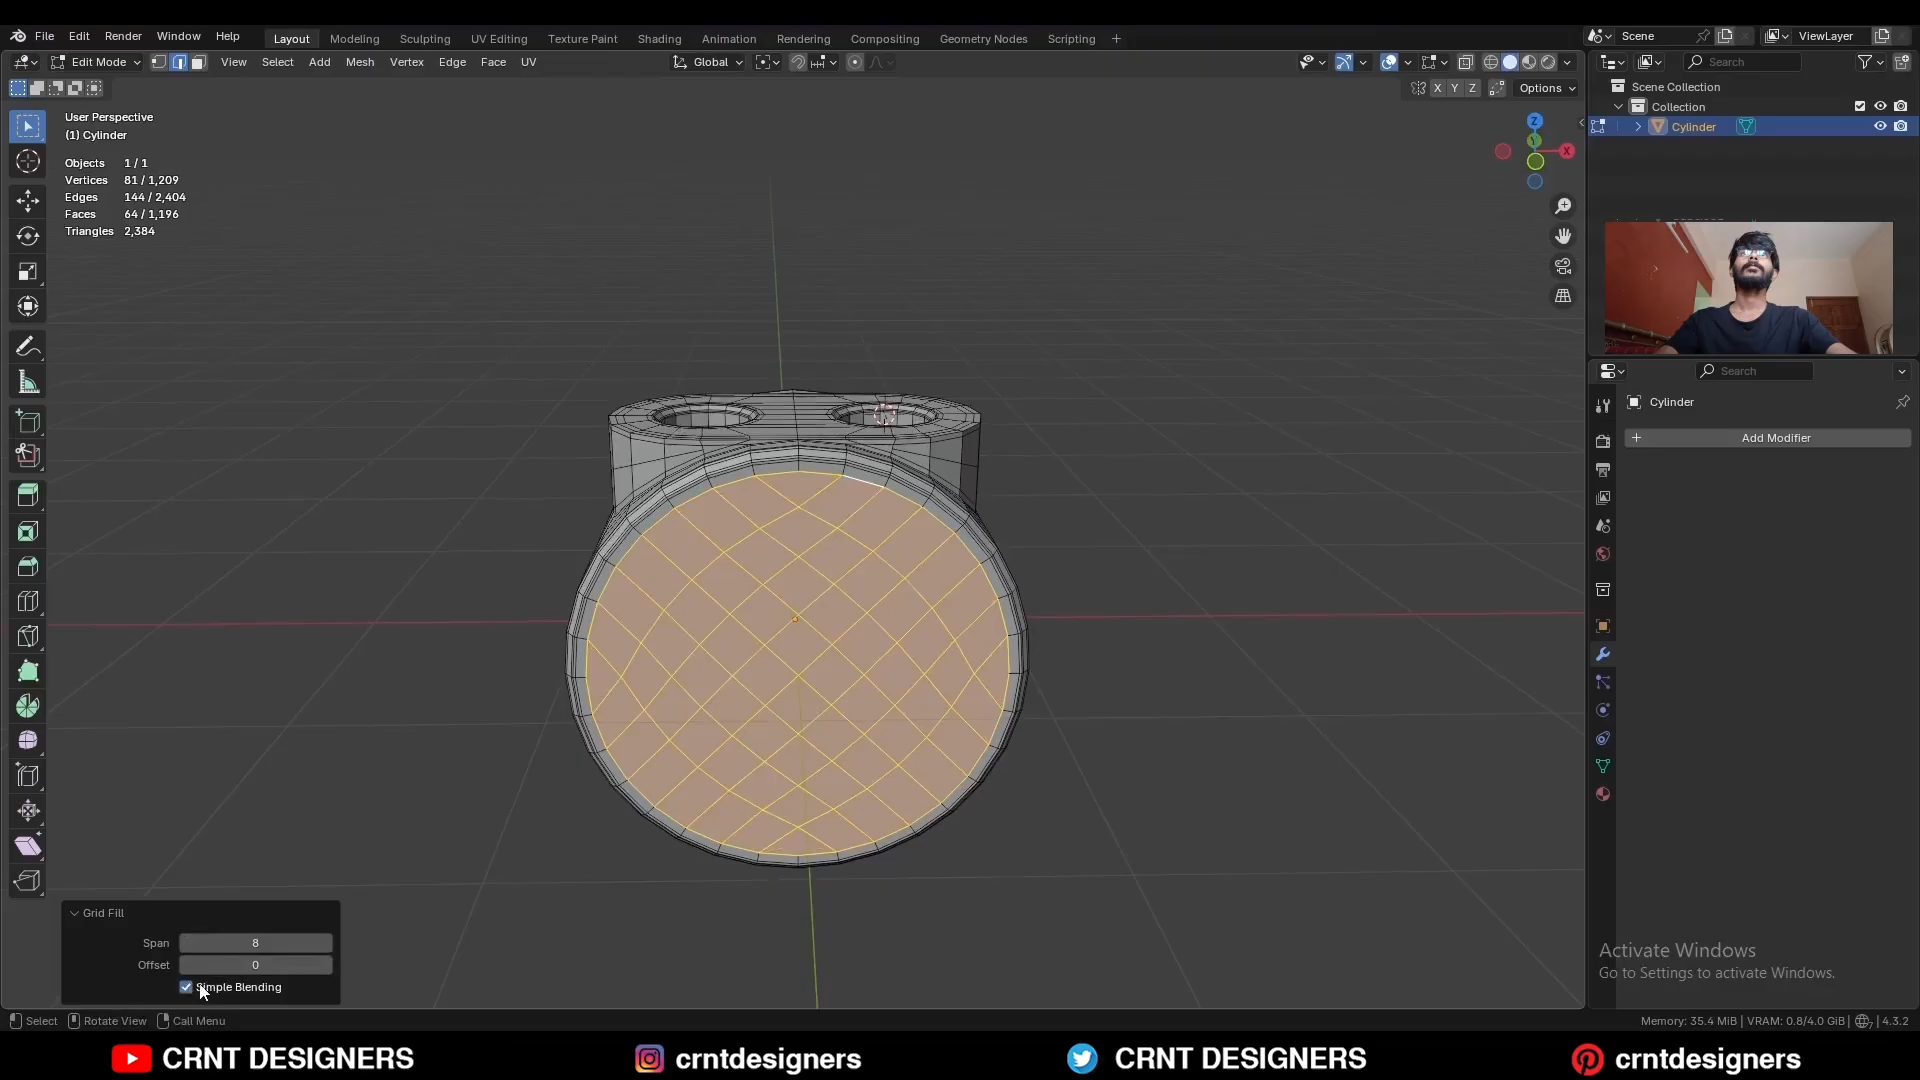 File Edit Render Window Help
Layout Modeling Sculpting UV Editing Texture Paint Shading Animation Rendering Compositing Geometry Nodes Scripting +
Scene
ViewLayer
Edit Mode
View Select Add Mesh Vertex Edge Face UV
Global
Search
X Y Z
Options
Scene Collection
Collection
Cylinder
User Perspective
(1) Cylinder
Objects 1 / 1
Vertices 81 / 1,209
Edges 144 / 2,404
Faces 64 / 1,196
Triangles 2,384
Z
X
Search
Cylinder
+ Add Modifier
Grid Fill
Span 8
Offset 0
Simple Blending
Activate Windows
Go to Settings to activate Windows.
Select Rotate View Call Menu
Memory: 35.4 MiB | VRAM: 0.8/4.0 GiB | 7 | 4.3.2
CRNT DESIGNERS
crntdesigners
CRNT DESIGNERS
crntdesigners